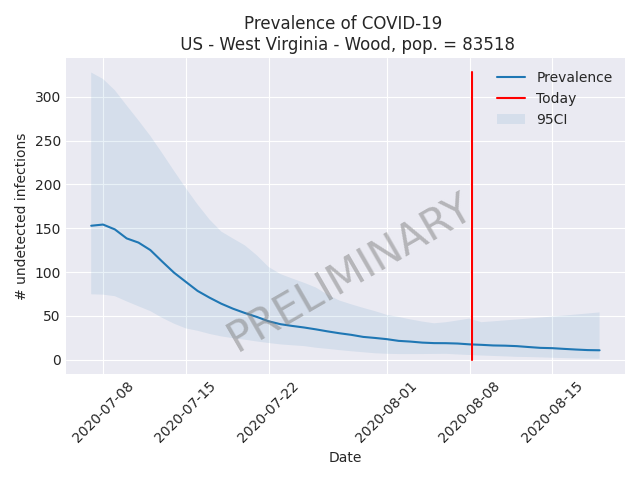 Prevalence of COVID-19
US - West Virginia - Wood, pop. = 83518
Prevalence
Today
95CI
300
250
200
150
100
50
0
# undetected infections
PRELIMINARY
2020-07-08
2020-07-15
2020-07-22
2020-08-01
2020-08-08
2020-08-15
Date